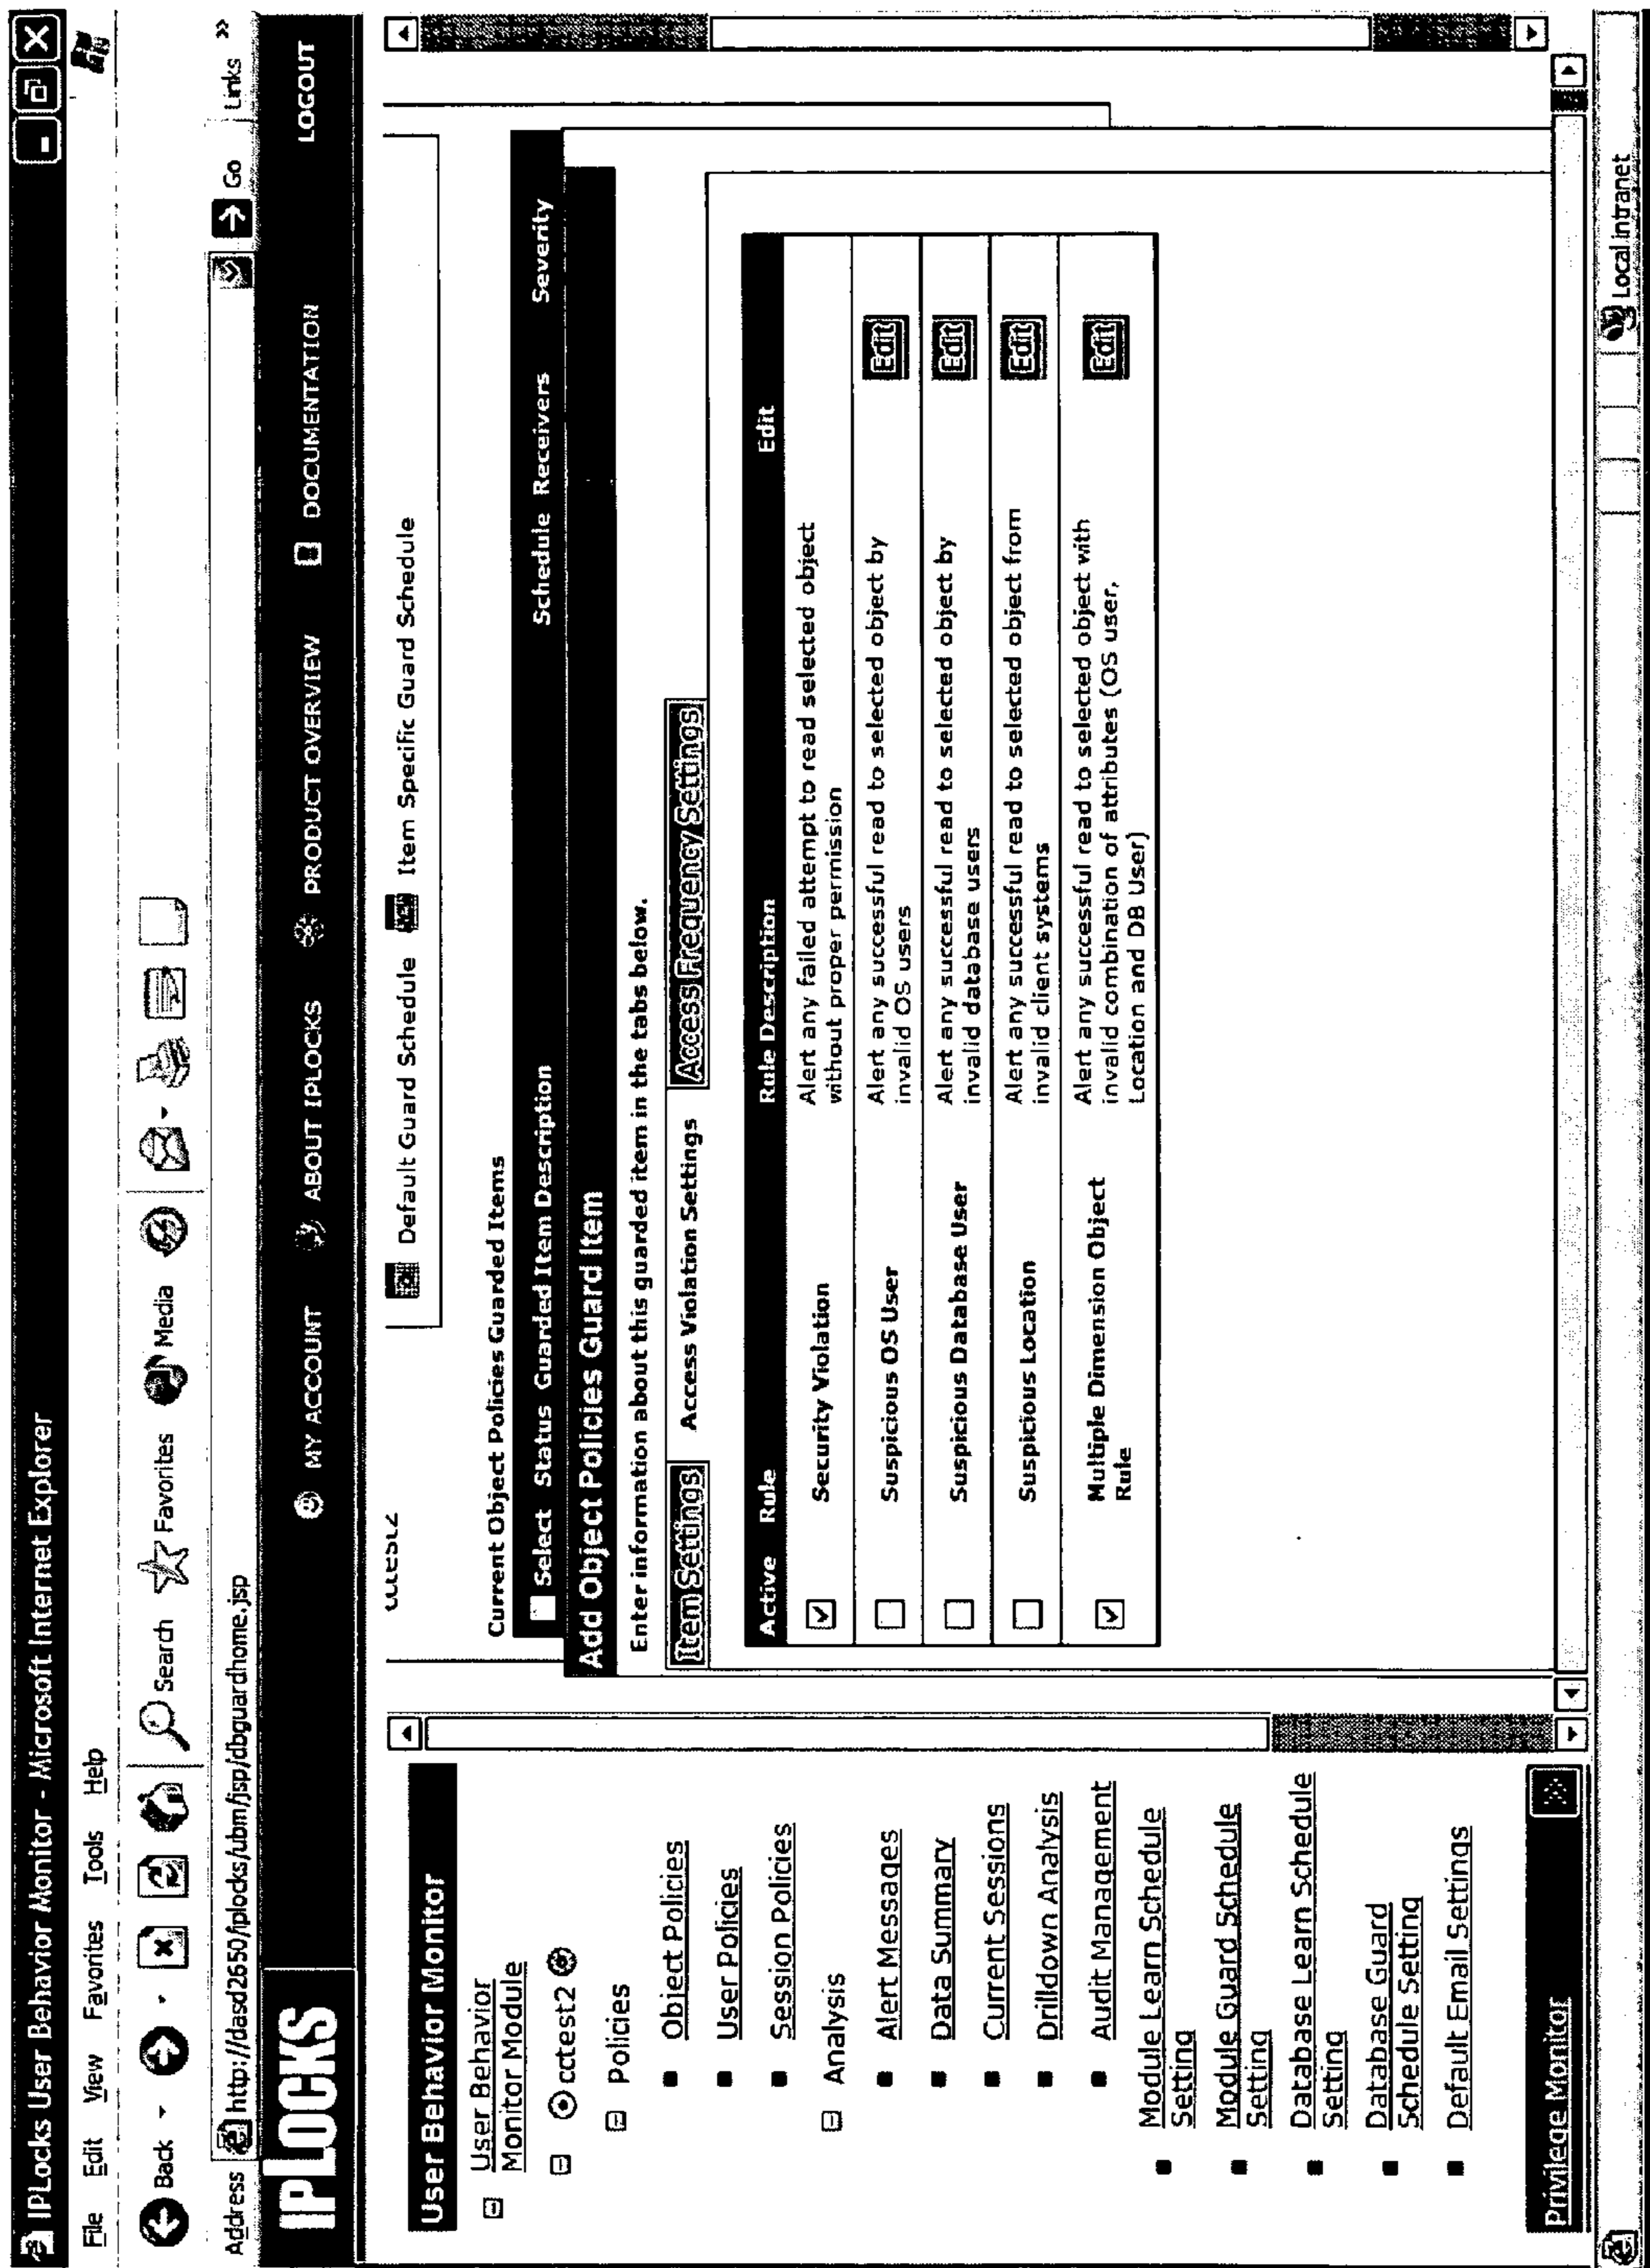 IPLocks User Behavior Monitor - Microsoft Internet Explorer
File Edit View Favorites Tools Help
Back Search Favorites Media
Address http://dasd2650/iplocks/ubm/jsp/dbguardhome.jsp Go Links »
IPLOCKS MY ACCOUNT ABOUT IPLOCKS PRODUCT OVERVIEW DOCUMENTATION LOGOUT
User Behavior Monitor
User Behavior
Monitor Module
cctest2
Policies
Object Policies
User Policies
Session Policies
Analysis
Alert Messages
Data Summary
Current Sessions
Drilldown Analysis
Audit Management
Module Learn Schedule
Setting
Module Guard Schedule
Setting
Database Learn Schedule
Setting
Database Guard
Schedule Setting
Default Email Settings
Privilege Monitor
cctest2
Default Guard Schedule Item Specific Guard Schedule
Current Object Policies Guarded Items
Select Status Guarded Item Description Schedule Receivers Severity
Add Object Policies Guard Item
Enter information about this guarded item in the tabs below.
Item Settings Access Violation Settings Access Frequency Settings
Active Rule Rule Description Edit
Security Violation Alert any failed attempt to read selected object
without proper permission
Suspicious OS User Alert any successful read to selected object by Edit
invalid OS users
Suspicious Database User Alert any successful read to selected object by Edit
invalid database users
Suspicious Location Alert any successful read to selected object from Edit
invalid client systems
Multiple Dimension Object Alert any successful read to selected object with Edit
Rule invalid combination of attributes (OS user,
Location and DB User)
Local intranet